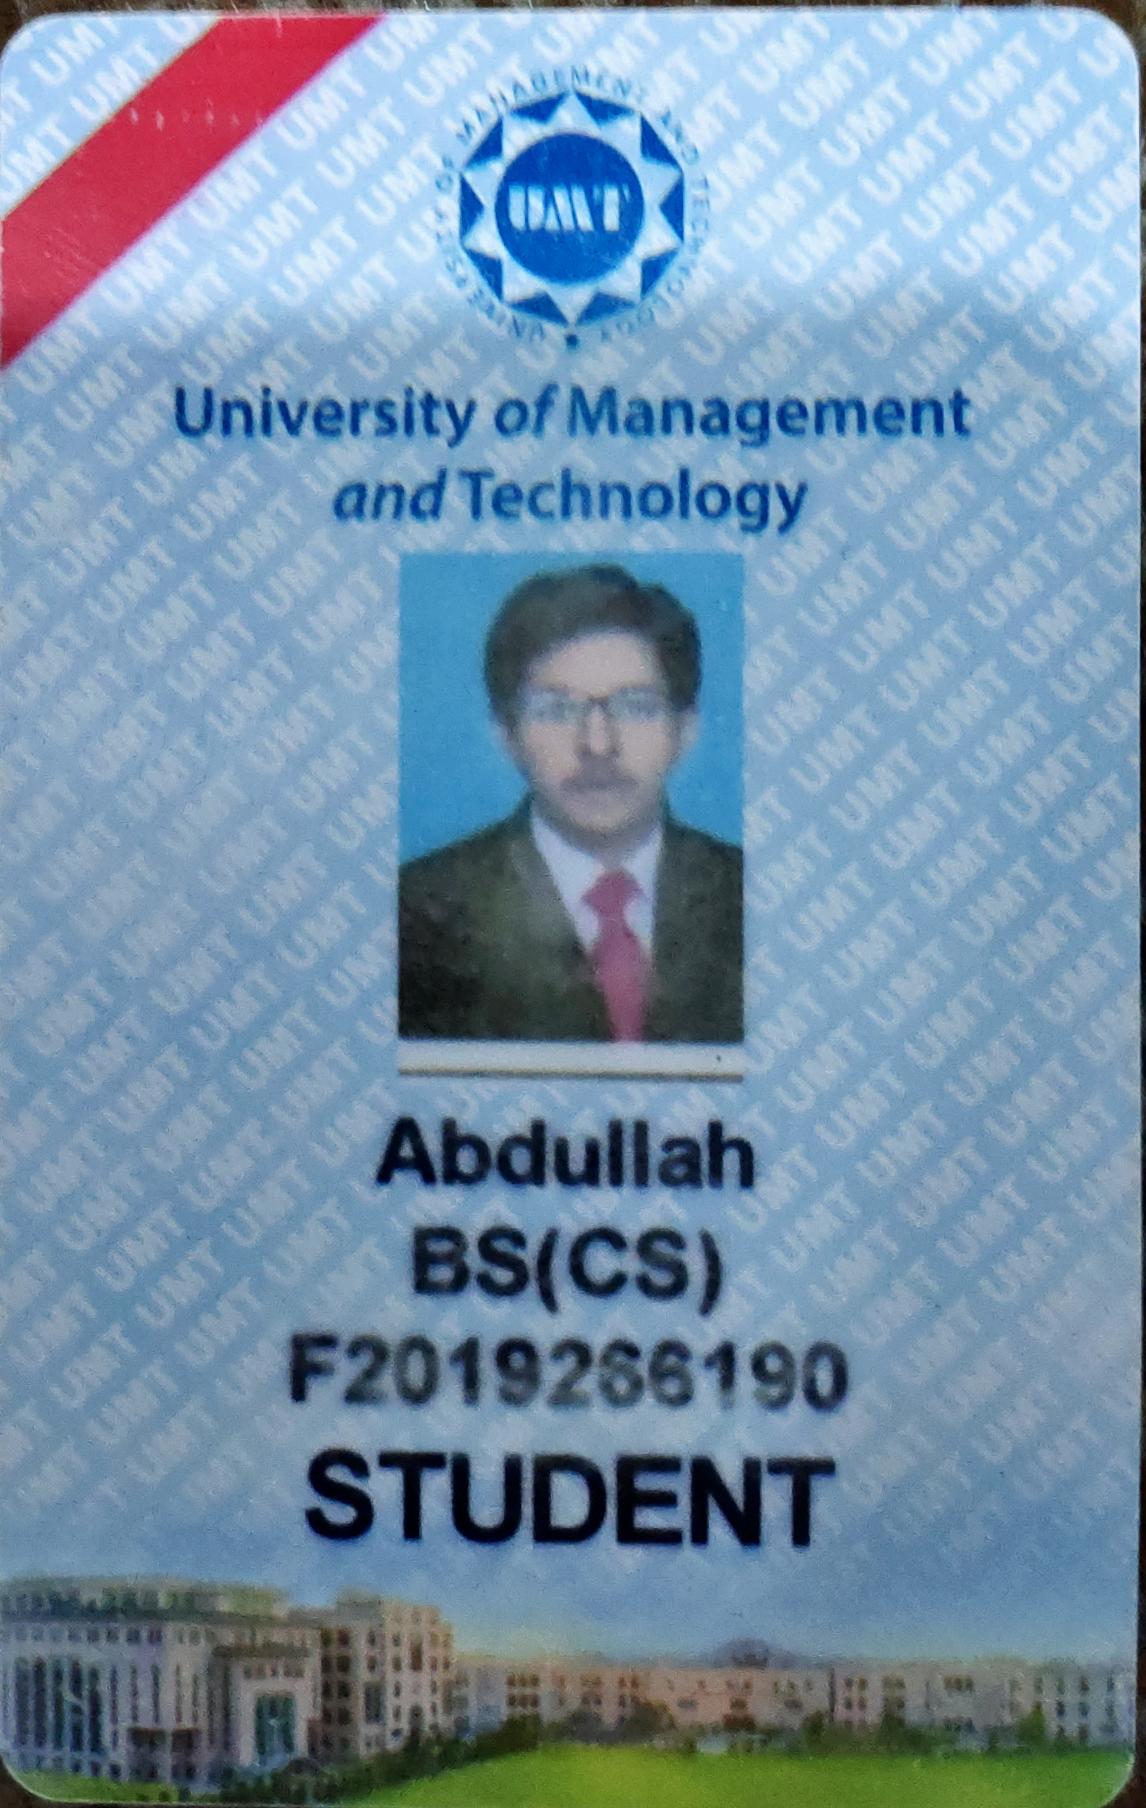 UNIVERSITY OF MANAGEMENT AND TECHNOLOGY
UMT
University of Management
and Technology
Abdullah
BS(CS)
F2019266190
STUDENT